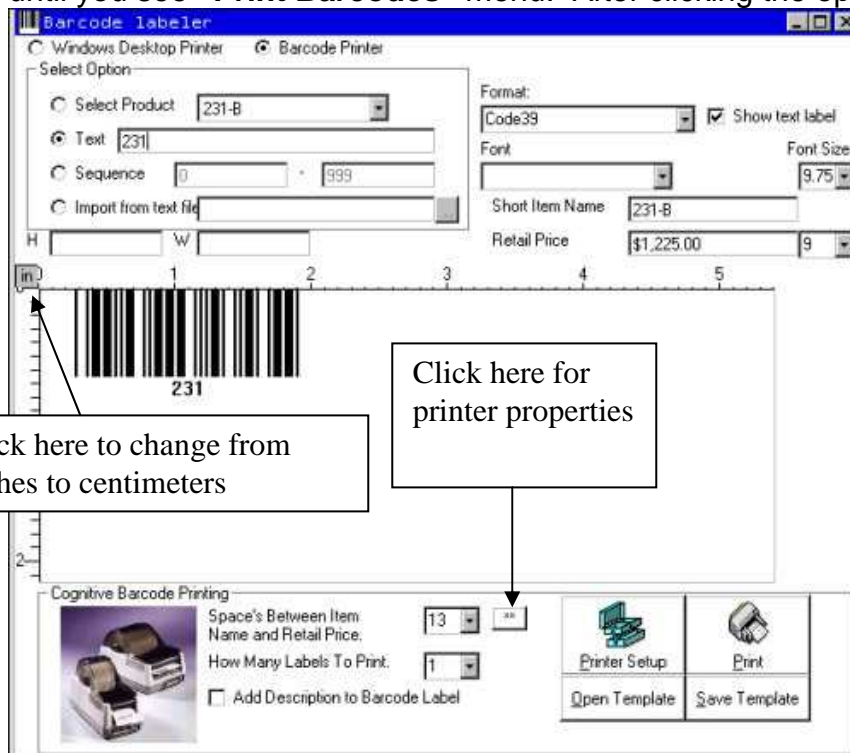 until you see "Print Barcodes" menu. After clicking the op
Barcode labeler
Windows Desktop Printer Barcode Printer
Select Option
Select Product 231-B
Text 231
Sequence 0 - 999
Import from text file ...
Format:
Code39 Show text label
Font Font Size
9.75
Short Item Name 231-B
Retail Price $1,225.00 9
H W
in 1 2 3 4 5
231
Click here for
printer properties
ck here to change from
hes to centimeters
2
Cognitive Barcode Printing
Space's Between Item
Name and Retail Price. 13 **
How Many Labels To Print. 1
Add Description to Barcode Label
Printer Setup Print
Open Template Save Template